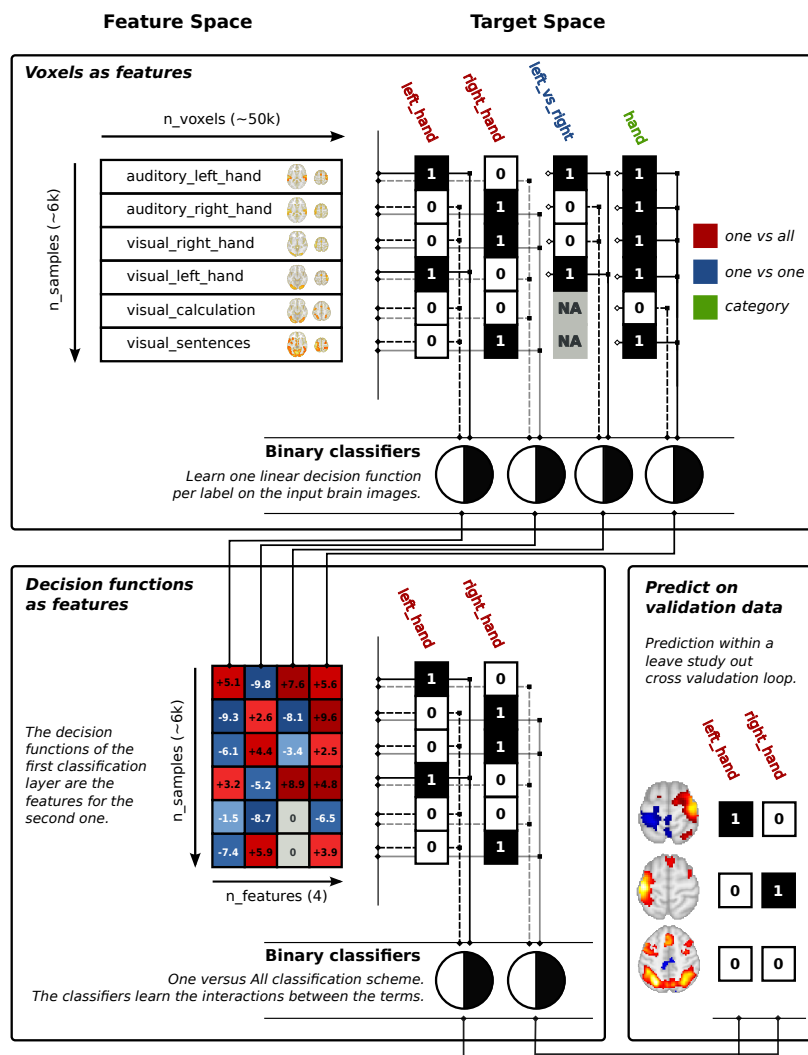 Feature Space
Target Space
Voxels as features
n_voxels (~50k)
left_hand
right_hand
left_vs_right
hand
n_samples (~6k)
auditory_left_hand
auditory_right_hand
visual_right_hand
visual_left_hand
visual_calculation
visual_sentences
1 0 1 1
0 1 0 1
0 1 0 1
1 0 1 1
0 0 NA 0
0 1 NA 1
one vs all
one vs one
category
Binary classifiers
Learn one linear decision function
per label on the input brain images.
Decision functions
as features
left_hand
right_hand
The decision
functions of the
first classification
layer are the
features for the
second one.
n_samples (~6k)
+5.1 -9.8 +7.6 +5.6
-9.3 +2.6 -8.1 +9.6
-6.1 +4.4 -3.4 +2.5
+3.2 -5.2 +8.9 +4.8
-1.5 -8.7 0 -6.5
-7.4 +5.9 0 +3.9
n_features (4)
1 0
0 1
0 1
1 0
0 0
0 1
Binary classifiers
One versus All classification scheme.
The classifiers learn the interactions between the terms.
Predict on
validation data
Prediction within a
leave study out
cross valudation loop.
left_hand
right_hand
1 0
0 1
0 0